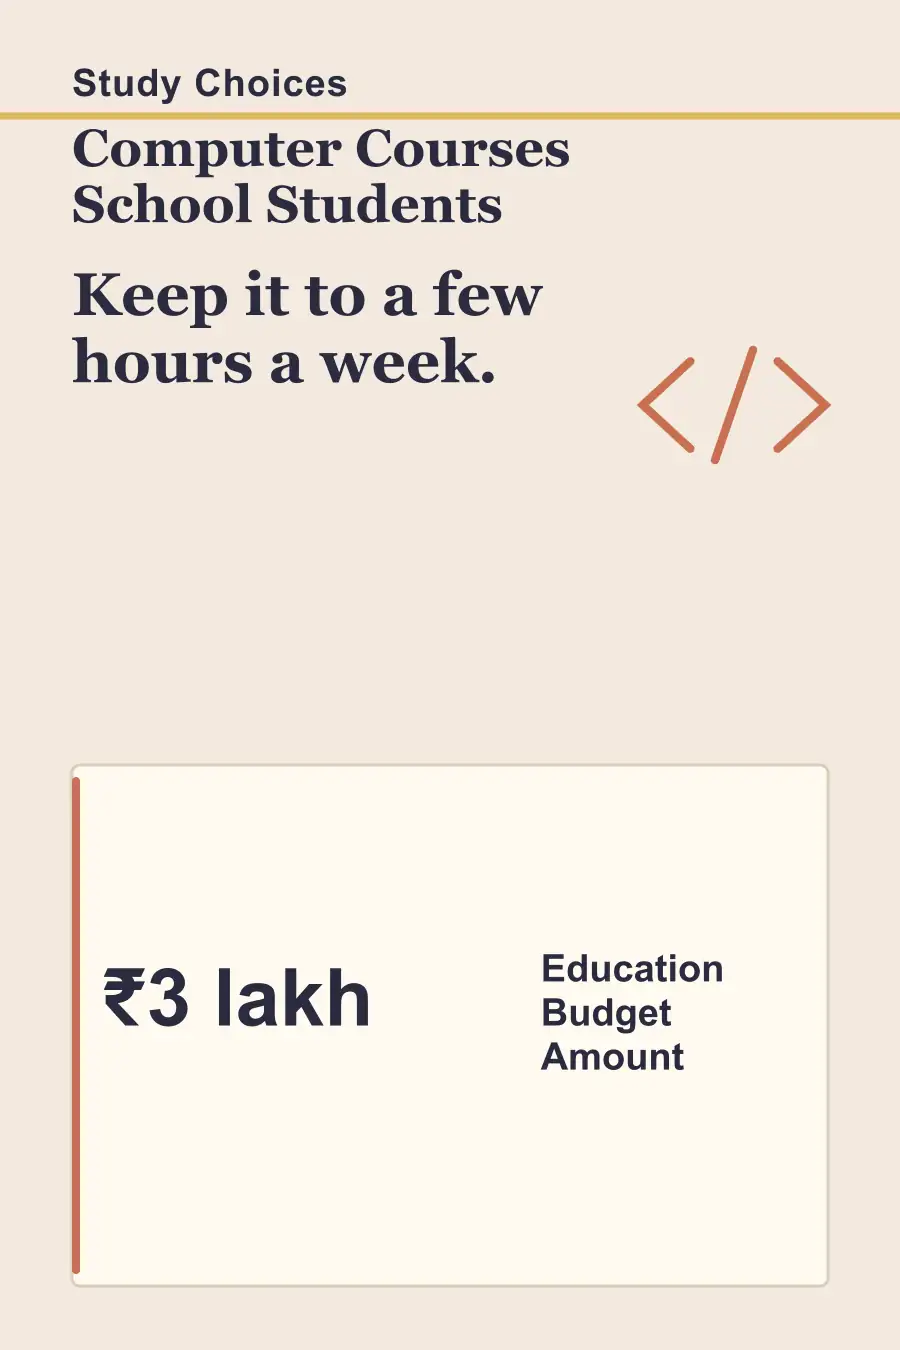 Study Choices
Computer Courses
School Students
Keep it to a few
hours a week.
</>
₹3 lakh
Education
Budget
Amount